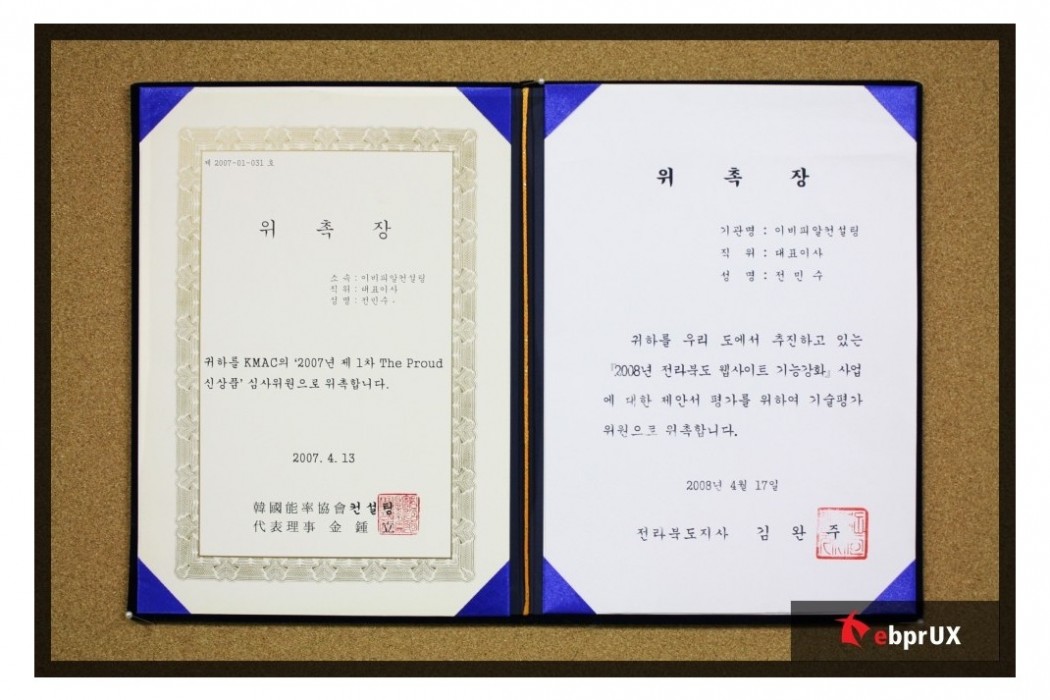 제 2007-01-031 호
위 촉 장
소 속 : 이비피알컨설팅
직 위 : 대표이사
성 명 : 전민수
귀하를 KMAC의 '2007년 제 1차 The Proud
신상품' 심사위원으로 위촉합니다.
2007. 4. 13
韓國能率協會컨설팅
代表理事 金 鍾 立
위 촉 장
기관명 : 이비피알컨설팅
직 위 : 대표이사
성 명 : 전 민 수
귀하를 우리 도에서 추진하고 있는
『2008년 전라북도 웹사이트 기능강화』 사업
에 대한 제안서 평가를 위하여 기술평가
위원으로 위촉합니다.
2008년 4월 17일
전라북도지사 김 완 주
ebprUX